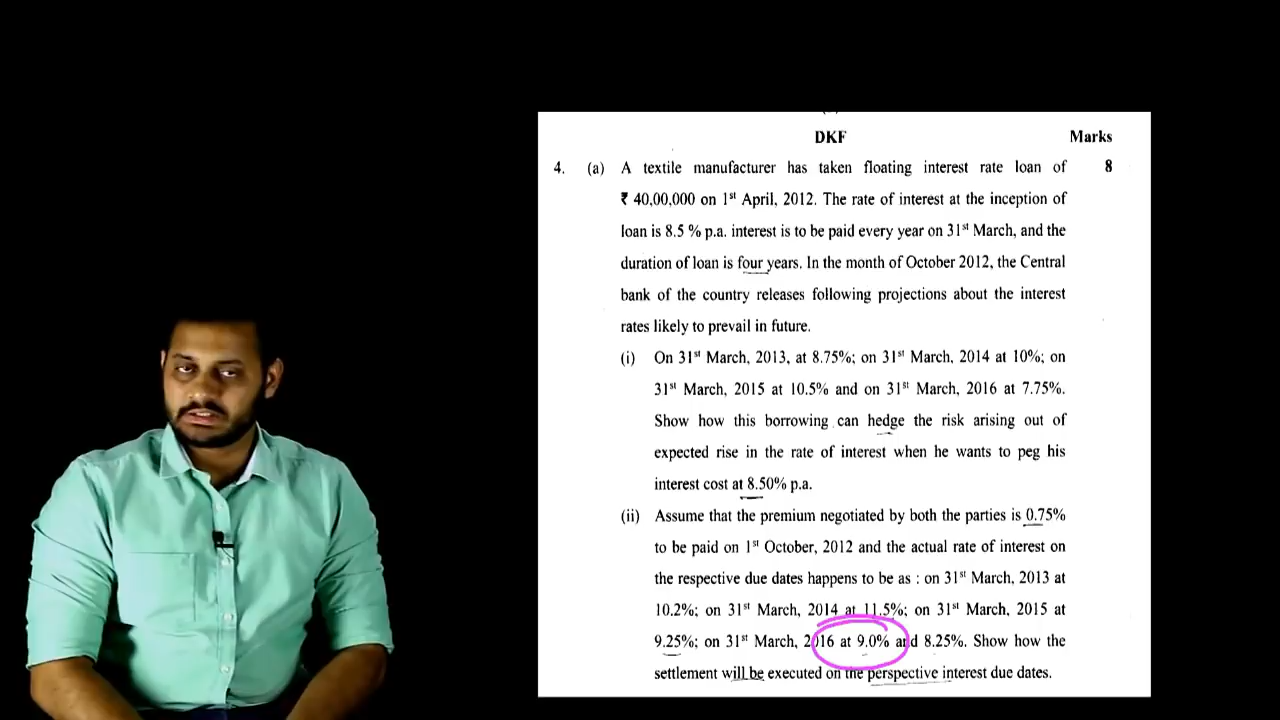 DKF Marks
4. (a) A textile manufacturer has taken floating interest rate loan of 8
₹ 40,00,000 on 1st April, 2012. The rate of interest at the inception of
loan is 8.5 % p.a. interest is to be paid every year on 31st March, and the
duration of loan is four years. In the month of October 2012, the Central
bank of the country releases following projections about the interest
rates likely to prevail in future.
(i) On 31st March, 2013, at 8.75%; on 31st March, 2014 at 10%; on
31st March, 2015 at 10.5% and on 31st March, 2016 at 7.75%.
Show how this borrowing can hedge the risk arising out of
expected rise in the rate of interest when he wants to peg his
interest cost at 8.50% p.a.
(ii) Assume that the premium negotiated by both the parties is 0.75%
to be paid on 1st October, 2012 and the actual rate of interest on
the respective due dates happens to be as : on 31st March, 2013 at
10.2%; on 31st March, 2014 at 11.5%; on 31st March, 2015 at
9.25%; on 31st March, 2016 at 9.0% and 8.25%. Show how the
settlement will be executed on the perspective interest due dates.